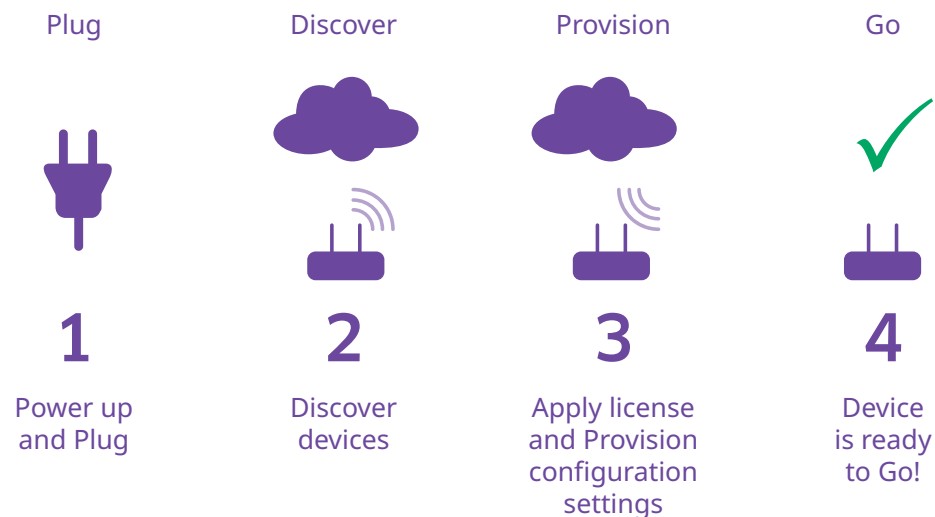 Plug
Discover
Provision
Go
1
2
3
4
Power up
and Plug
Discover
devices
Apply license
and Provision
configuration
settings
Device
is ready
to Go!